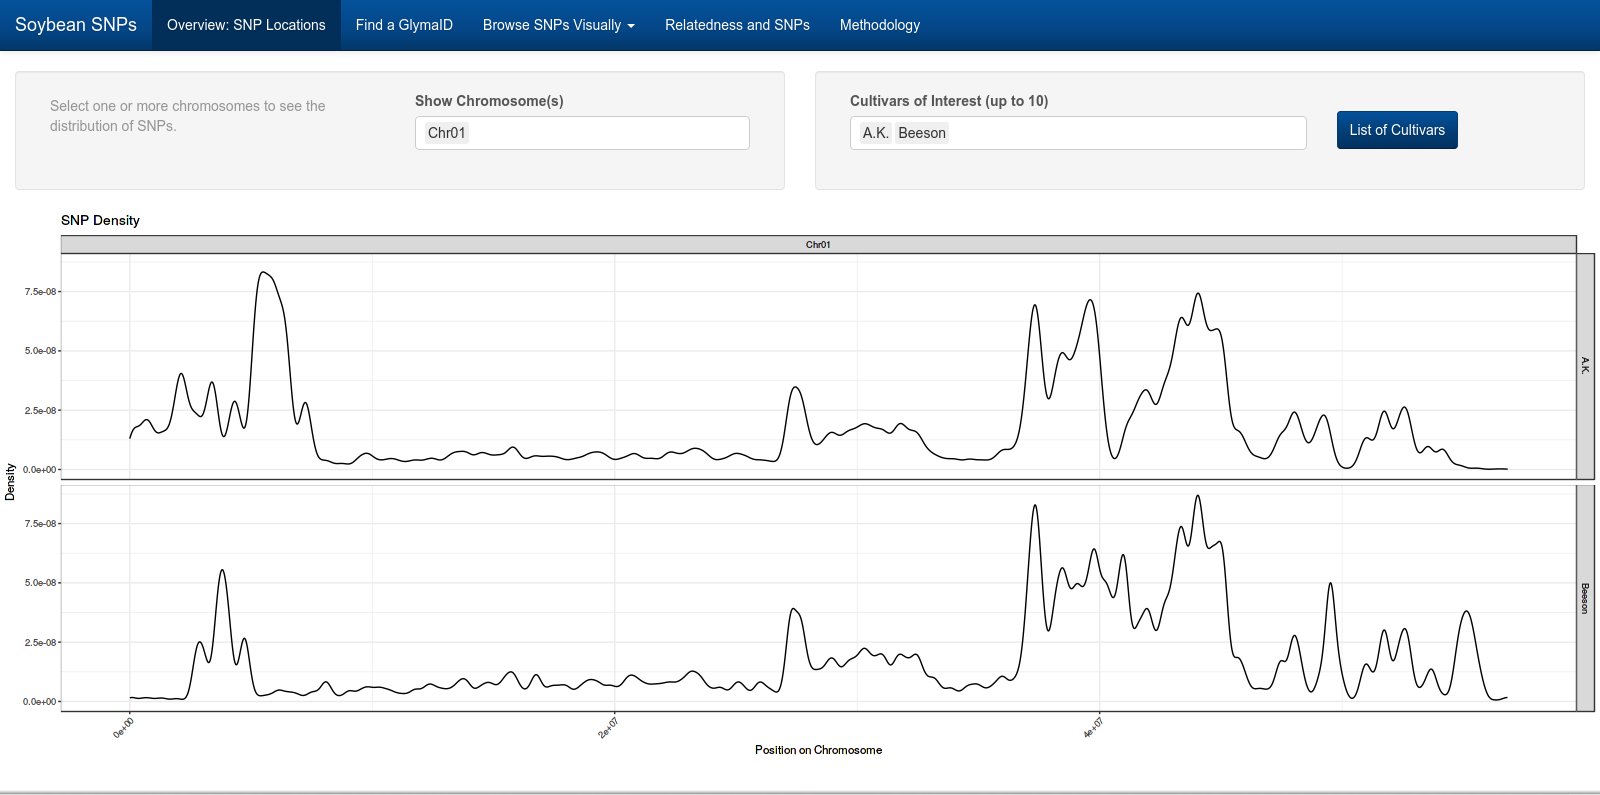 Soybean SNPs Overview: SNP Locations Find a GlymaID Browse SNPs Visually Relatedness and SNPs Methodology
Select one or more chromosomes to see the
distribution of SNPs.
Show Chromosome(s)
Chr01
Cultivars of Interest (up to 10)
A.K. Beeson
List of Cultivars
SNP Density
Chr01
7.5e-08
5.0e-08
2.5e-08
0.0e+00
A.K.
Density
7.5e-08
5.0e-08
2.5e-08
0.0e+00
Beeson
0e+00 2e+07 4e+07
Position on Chromosome